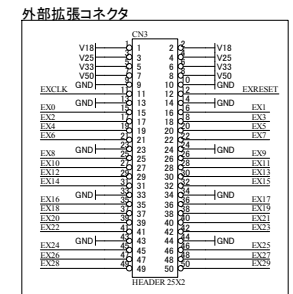 外部拡張コネクタ
CN3
V18 1 2 V18
V25 3 4 V25
V33 5 6 V33
V50 7 8 V50
GND 9 10 GND
EXCLK 11 12 EXRESET
GND 13 14 GND
EX0 15 16 EX1
EX2 17 18 EX3
EX4 19 20 EX5
EX6 21 22 EX7
GND 23 24 GND
EX8 25 26 EX9
EX10 27 28 EX11
EX12 29 30 EX13
EX14 31 32 EX15
GND 33 34 GND
EX16 35 36 EX17
EX18 37 38 EX19
EX20 39 40 EX21
EX22 41 42 EX23
GND 43 44 GND
EX24 45 46 EX25
EX26 47 48 EX27
EX28 49 50 EX29
HEADER 25X2